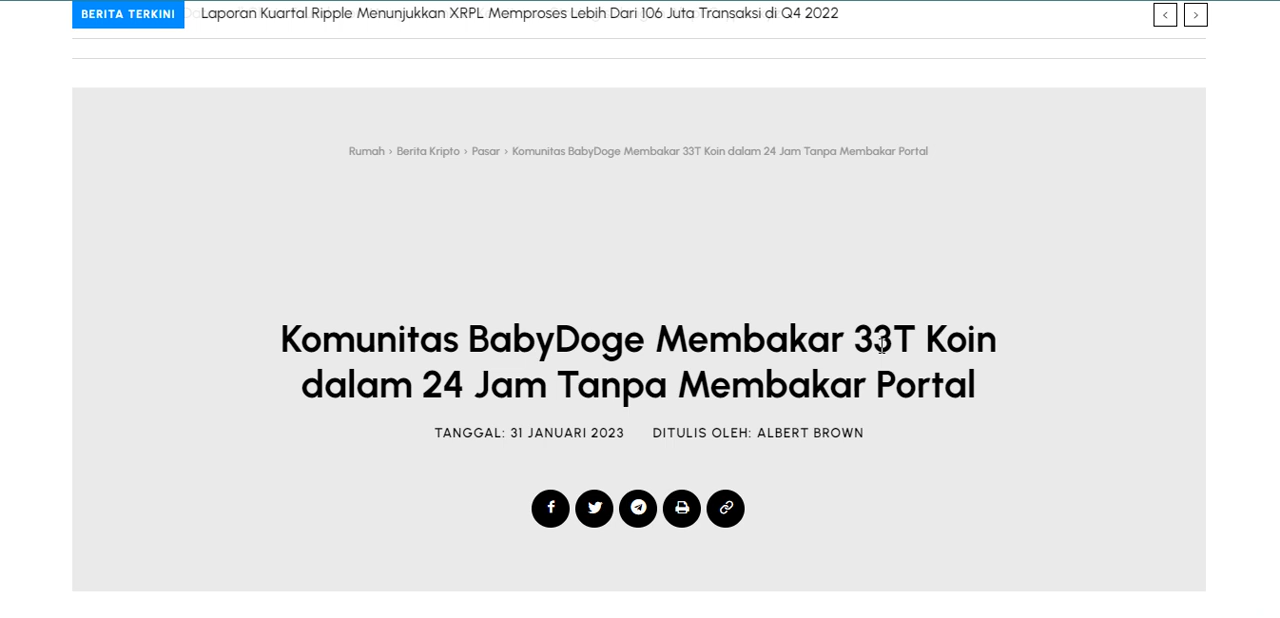 BERITA TERKINI Laporan Kuartal Ripple Menunjukkan XRPL Memproses Lebih Dari 106 Juta Transaksi di Q4 2022
Rumah › Berita Kripto › Pasar › Komunitas BabyDoge Membakar 33T Koin dalam 24 Jam Tanpa Membakar Portal
Komunitas BabyDoge Membakar 33T Koin
dalam 24 Jam Tanpa Membakar Portal
TANGGAL: 31 JANUARI 2023 DITULIS OLEH: ALBERT BROWN